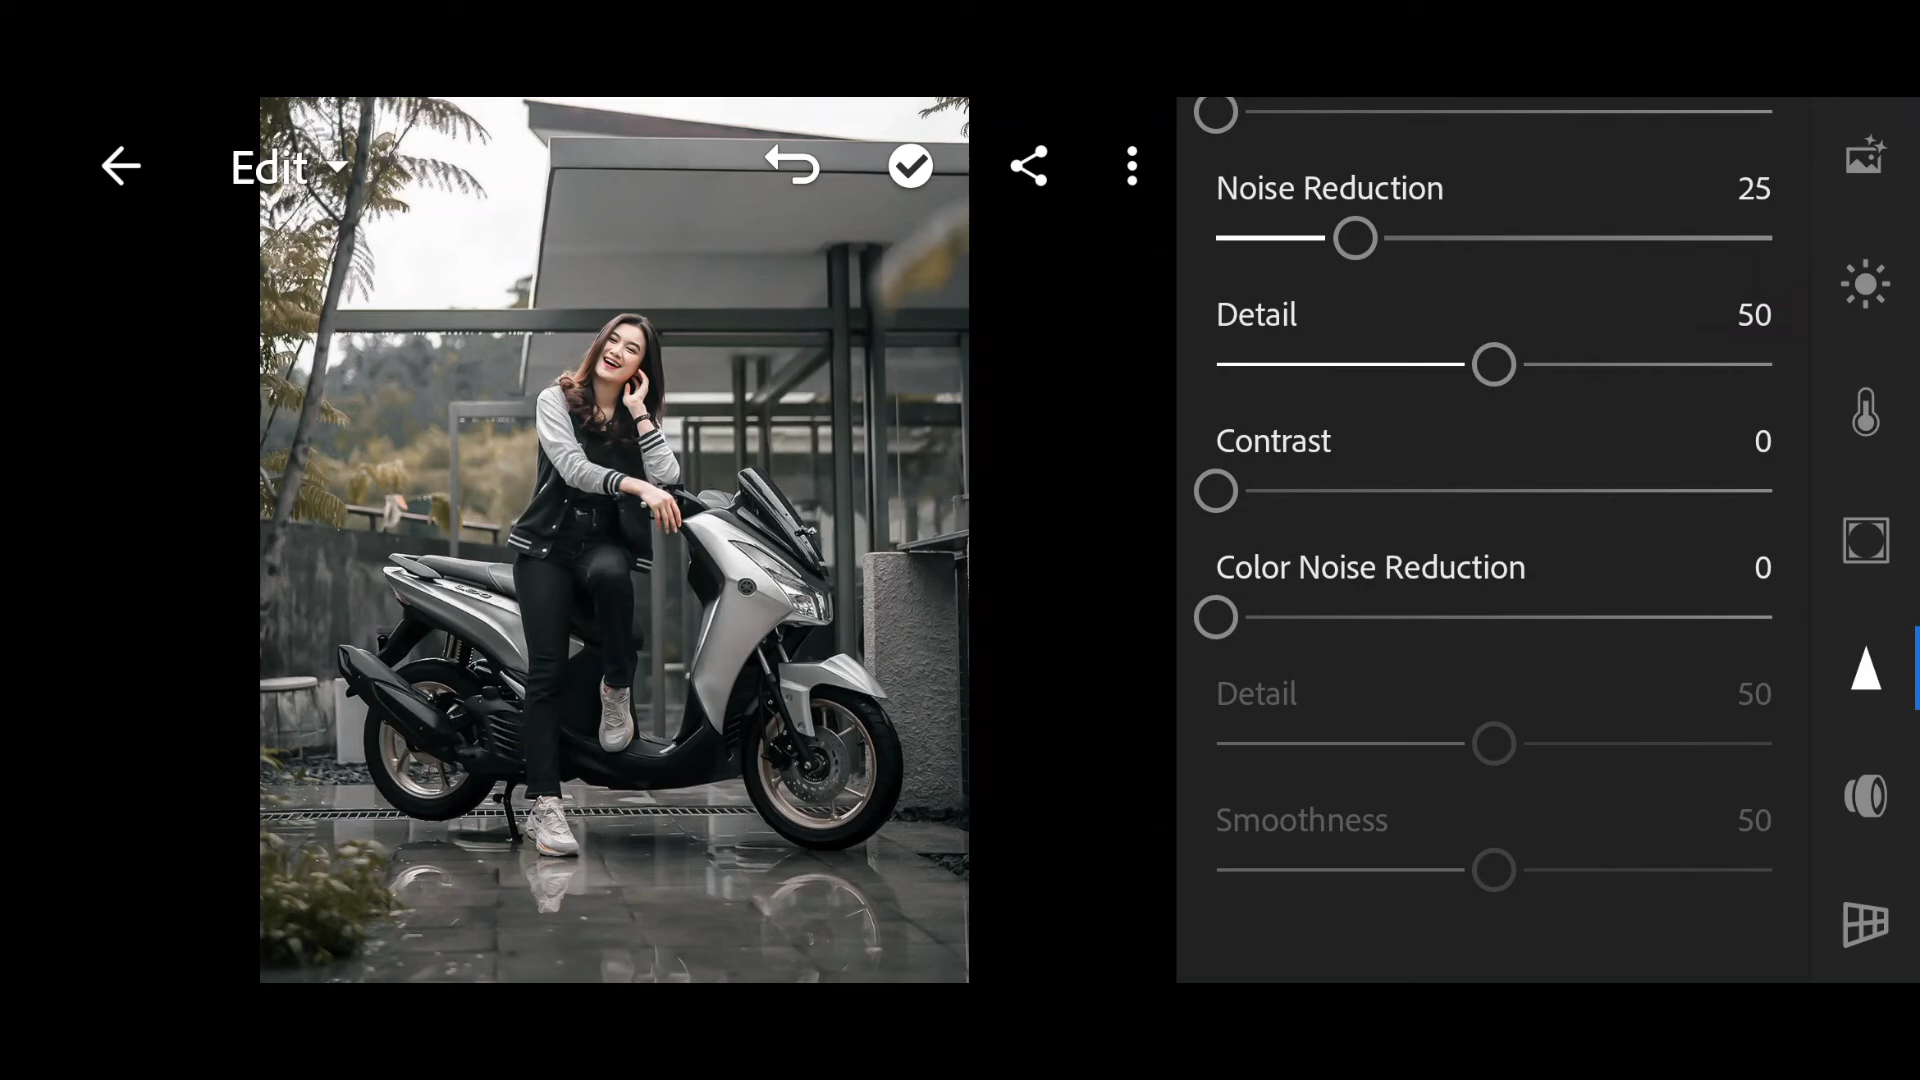 Edit
Noise Reduction 25
Detail 50
Contrast 0
Color Noise Reduction 0
Detail 50
Smoothness 50